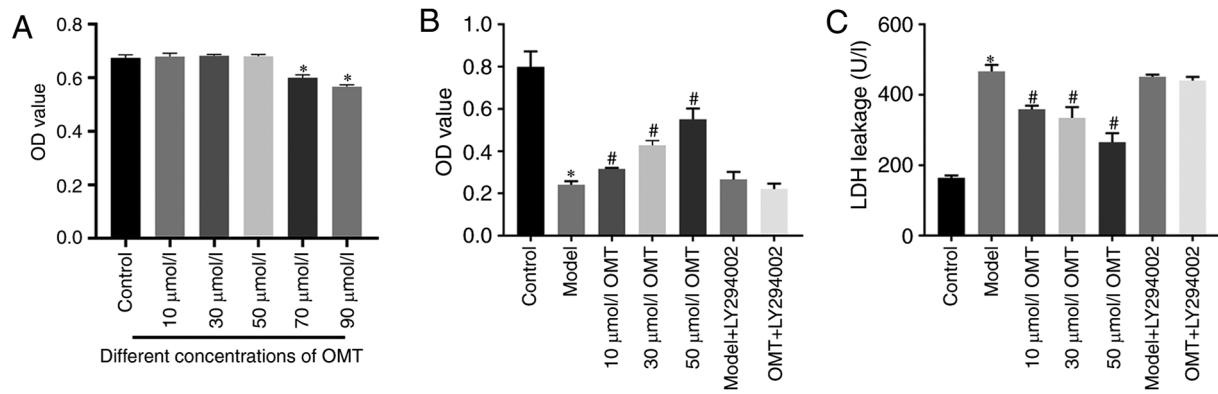 A
OD value
0.8
0.6
0.4
0.2
0.0
*
*
Control
10 μmol/l
30 μmol/l
50 μmol/l
70 μmol/l
90 μmol/l
Different concentrations of OMT
B
OD value
1.0
0.8
0.6
0.4
0.2
0.0
*
#
#
#
Control
Model
10 μmol/l OMT
30 μmol/l OMT
50 μmol/l OMT
Model+LY294002
OMT+LY294002
C
LDH leakage (U/l)
600
400
200
0
*
#
#
#
Control
Model
10 μmol/l OMT
30 μmol/l OMT
50 μmol/l OMT
Model+LY294002
OMT+LY294002